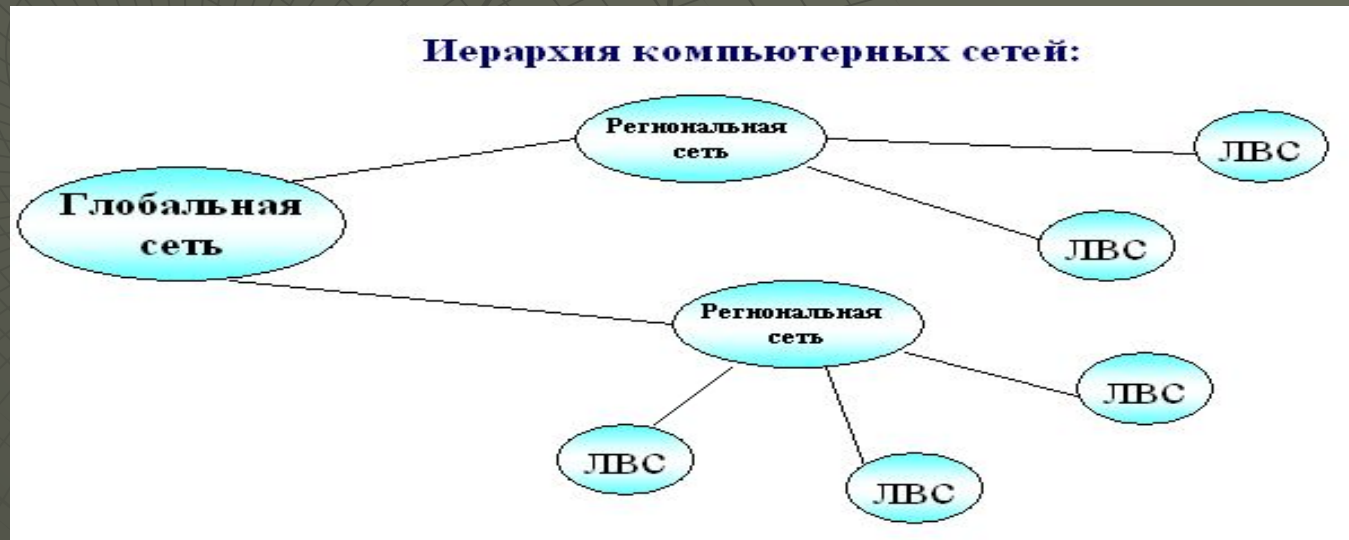 Иерархия компьютерных сетей:
Региональная
сеть
ЛВС
Глобальная
сеть
ЛВС
Региональная
сеть
ЛВС
ЛВС
ЛВС